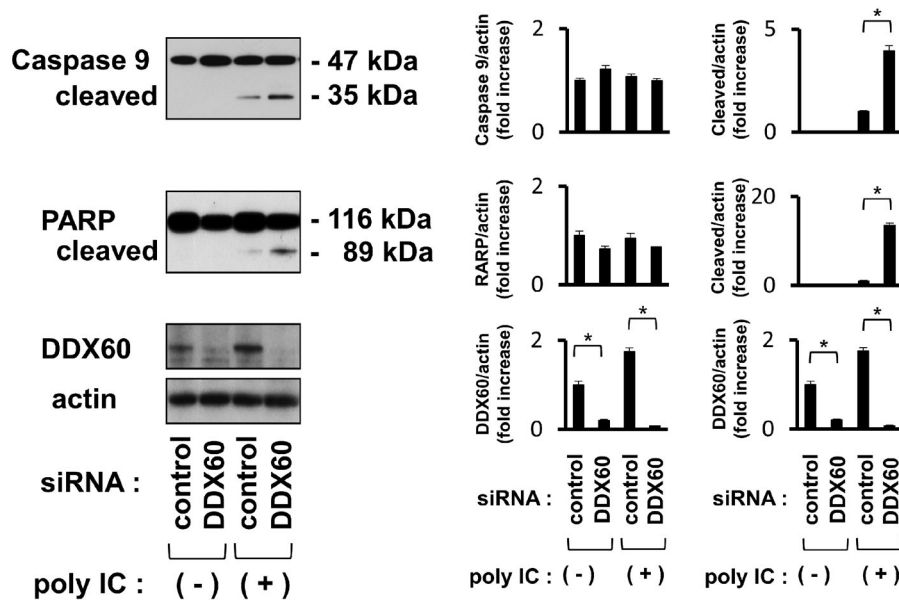 Caspase 9 - 47 kDa
cleaved - 35 kDa
PARP - 116 kDa
cleaved - 89 kDa
DDX60
actin
siRNA : control DDX60 control DDX60
poly IC : ( - ) ( + )
Caspase 9/actin
(fold increase)
2
0
Cleaved/actin
(fold increase)
5
0
*
RARP/actin
(fold increase)
2
0
Cleaved/actin
(fold increase)
20
0
*
DDX60/actin
(fold increase)
2
0
*
*
DDX60/actin
(fold increase)
2
0
*
*
siRNA : control DDX60 control DDX60
poly IC : ( - ) ( + )
siRNA : control DDX60 control DDX60
poly IC : ( - ) ( + )